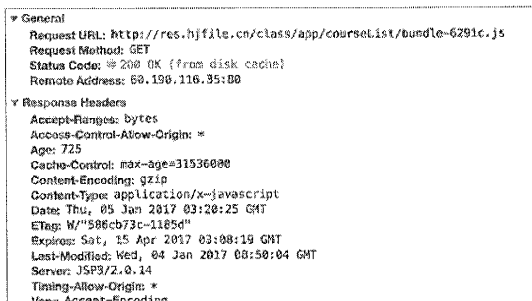 General
Request URL: http://res.hjfile.cn/class/app/courseList/bundle-6291c.js
Request Method: GET
Status Code: 200 OK (from disk cache)
Remote Address: 60.190.116.35:80
Response Headers
Accept-Ranges: bytes
Access-Control-Allow-Origin: *
Age: 725
Cache-Control: max-age=31536000
Content-Encoding: gzip
Content-Type: application/x-javascript
Date: Thu, 05 Jan 2017 03:20:25 GMT
ETag: W/"586cb73c-1185d"
Expires: Sat, 15 Apr 2017 03:08:19 GMT
Last-Modified: Wed, 04 Jan 2017 08:50:04 GMT
Server: JSP3/2.0.14
Timing-Allow-Origin: *
Vary: Accept-Encoding